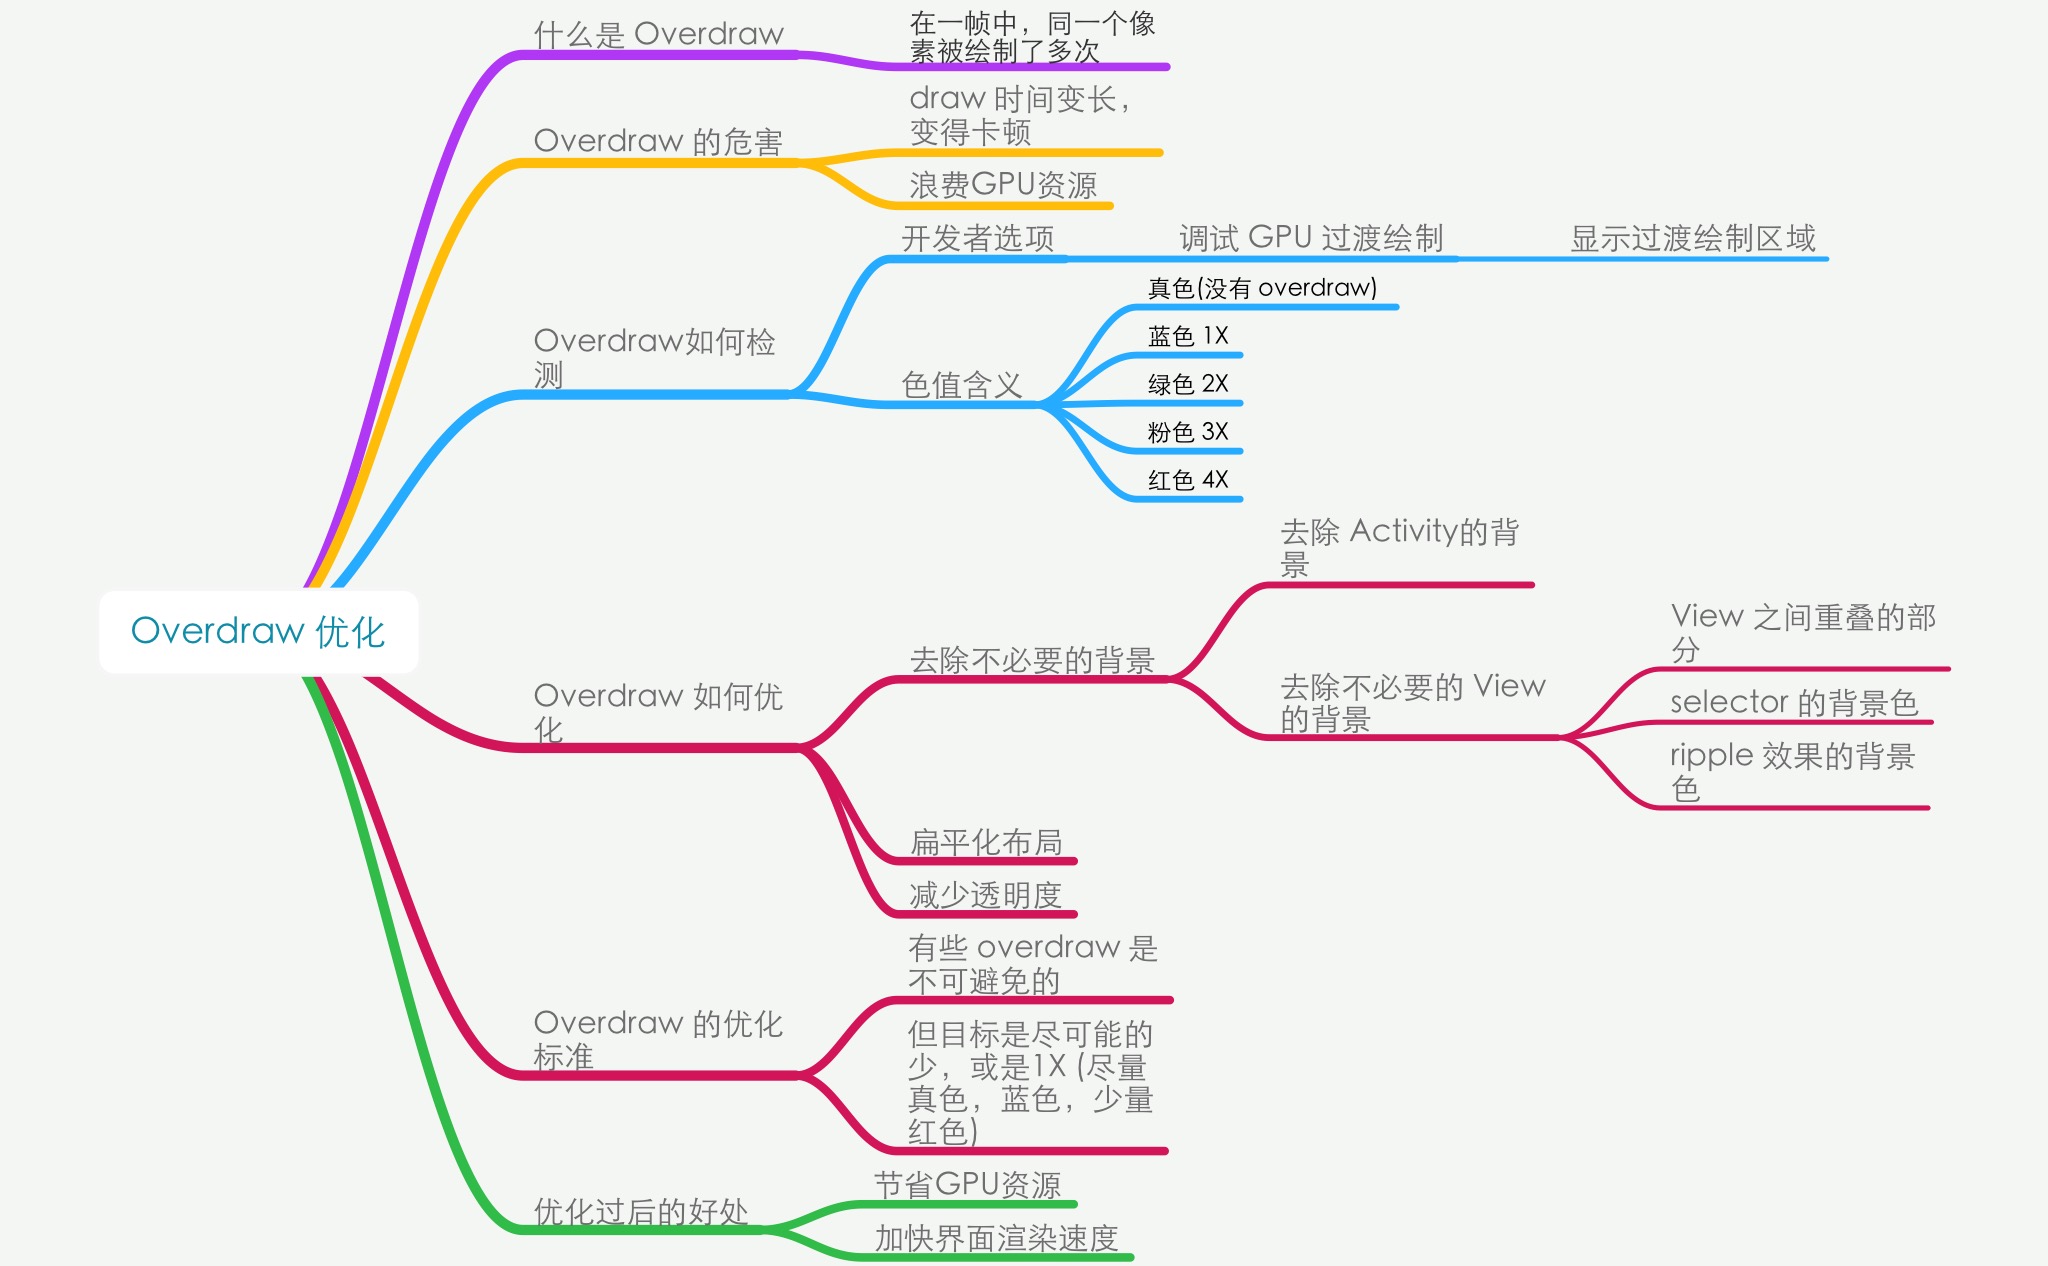 什么是 Overdraw
在一帧中，同一个像
素被绘制了多次
Overdraw 的危害
draw 时间变长，
变得卡顿
浪费GPU资源
Overdraw如何检
测
开发者选项
调试 GPU 过渡绘制
显示过渡绘制区域
色值含义
真色(没有 overdraw)
蓝色 1X
绿色 2X
粉色 3X
红色 4X
Overdraw 优化
Overdraw 如何优
化
去除不必要的背景
去除 Activity的背
景
去除不必要的 View
的背景
View 之间重叠的部
分
selector 的背景色
ripple 效果的背景
色
扁平化布局
减少透明度
Overdraw 的优化
标准
有些 overdraw 是
不可避免的
但目标是尽可能的
少，或是1X (尽量
真色，蓝色，少量
红色)
优化过后的好处
节省GPU资源
加快界面渲染速度